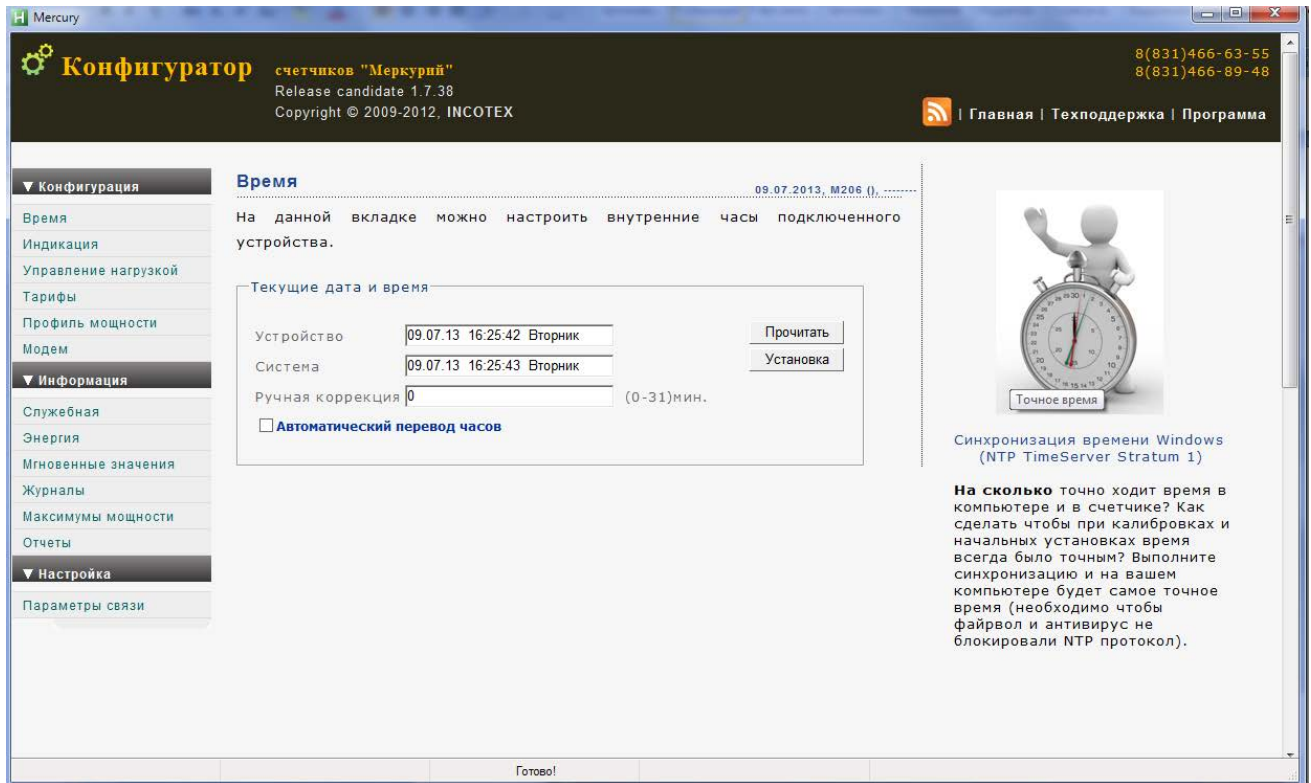 Mercury
Конфигуратор счетчиков "Меркурий"
Release candidate 1.7.38
Copyright © 2009-2012, INCOTEX
8(831)466-63-55
8(831)466-89-48
| Главная | Техподдержка | Программа
▼ Конфигурация
Время
Индикация
Управление нагрузкой
Тарифы
Профиль мощности
Модем
▼ Информация
Служебная
Энергия
Мгновенные значения
Журналы
Максимумы мощности
Отчеты
▼ Настройка
Параметры связи
Время
09.07.2013, М206 (), --------
На данной вкладке можно настроить внутренние часы подключенного
устройства.
Текущие дата и время
Устройство 09.07.13 16:25:42 Вторник Прочитать
Система 09.07.13 16:25:43 Вторник Установка
Ручная коррекция 0 (0-31)мин.
Автоматический перевод часов
Точное время
Синхронизация времени Windows
(NTP TimeServer Stratum 1)
На сколько точно ходит время в
компьютере и в счетчике? Как
сделать чтобы при калибровках и
начальных установках время
всегда было точным? Выполните
синхронизацию и на вашем
компьютере будет самое точное
время (необходимо чтобы
файрвол и антивирус не
блокировали NTP протокол).
Готово!